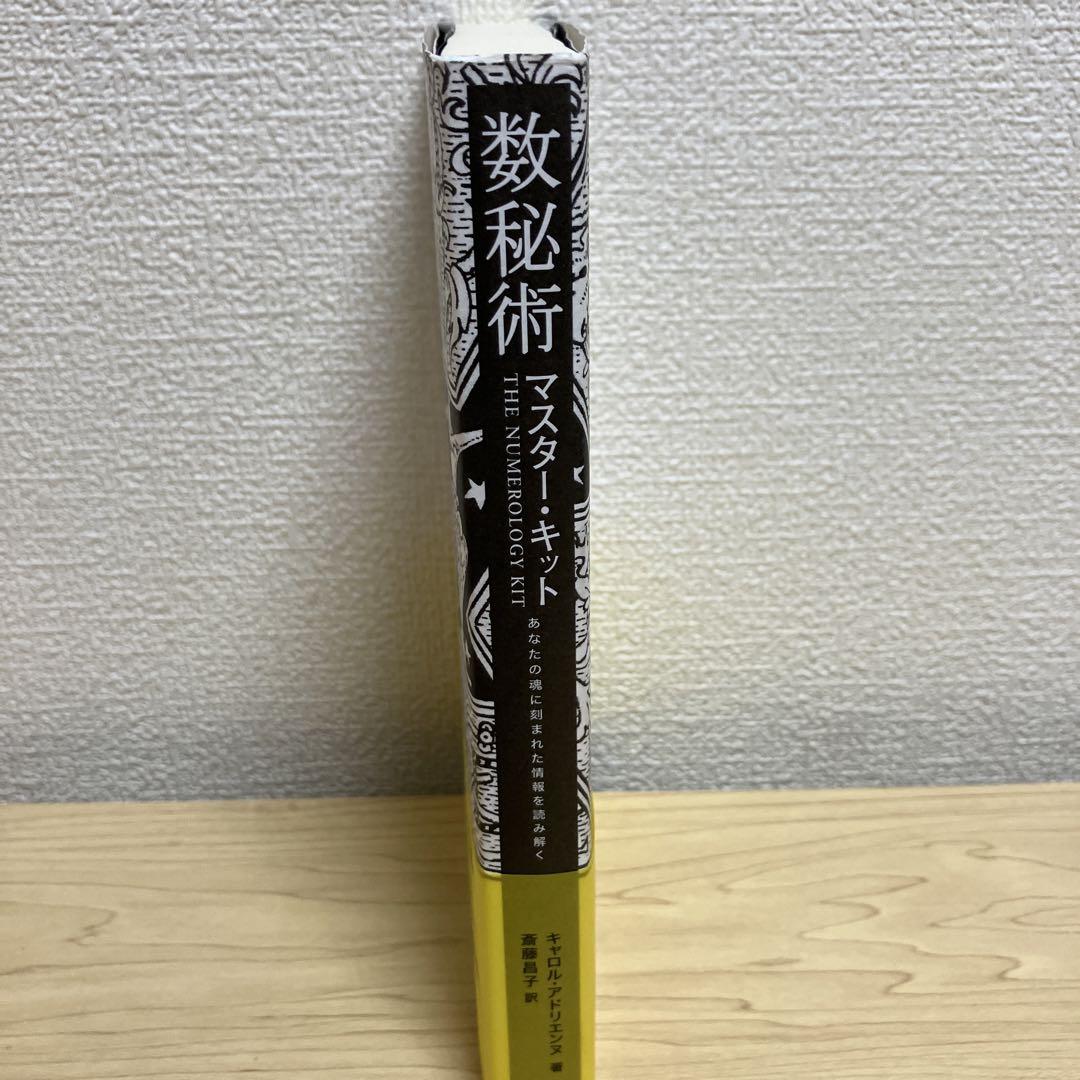 数秘術
マスター・キット
THE NUMEROLOGY KIT
あなたの魂に刻まれた情報を読み解く
キャロル・アドリエンヌ 著
斎藤昌子 訳